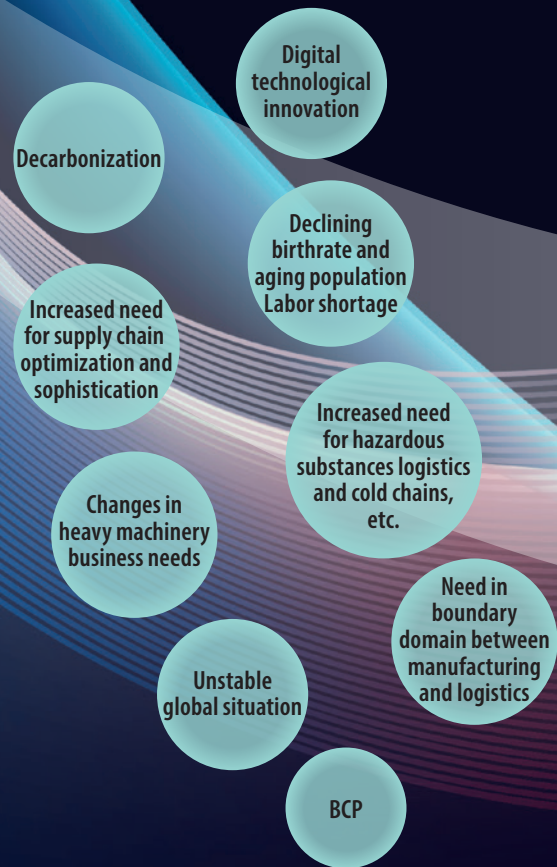 Digital
technological
innovation
Decarbonization
Declining
birthrate and
aging population
Labor shortage
Increased need
for supply chain
optimization and
sophistication
Increased need
for hazardous
substances logistics
and cold chains,
etc.
Changes in
heavy machinery
business needs
Need in
boundary
domain between
manufacturing
and logistics
Unstable
global situation
BCP